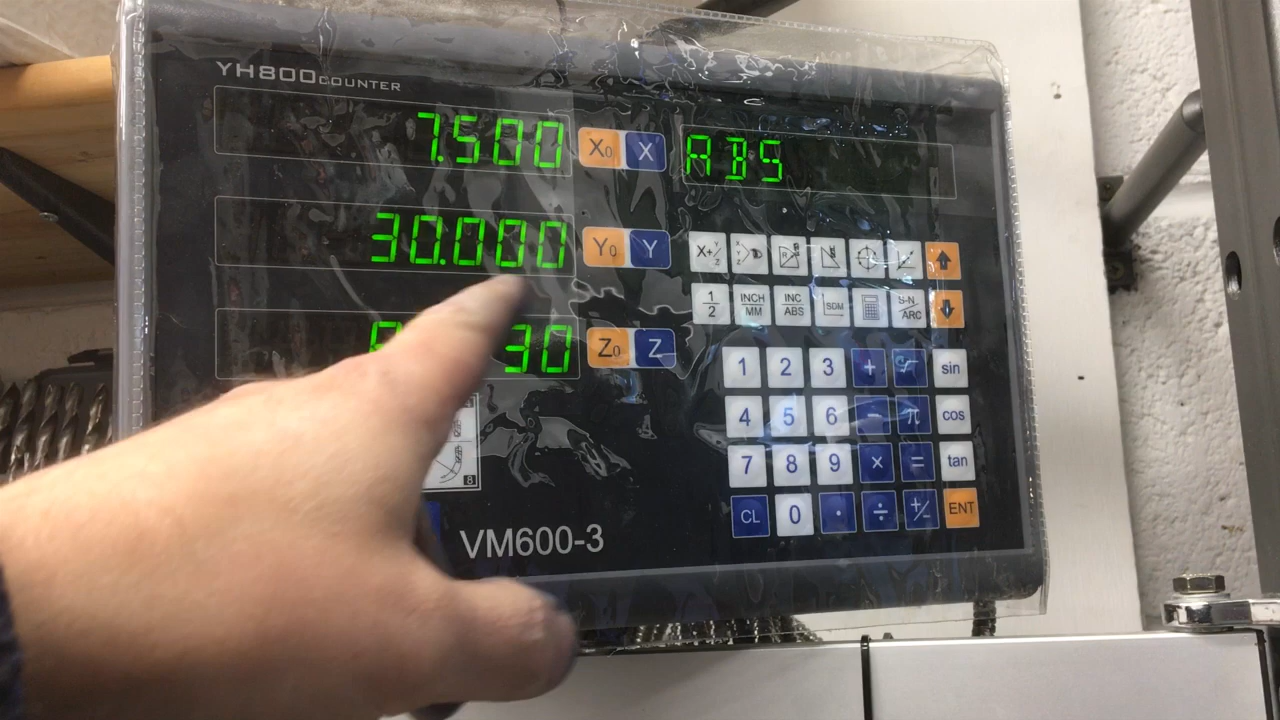 YH800COUNTER
7.500 X0 X ABS
30.000 Y0 Y
30 Z0 Z
1/2 INCH/MM INC/ABS SDM
1 2 3 + sin
4 5 6 - π cos
7 8 9 × = tan
CL 0 . ÷ +/- ENT
8
VM600-3